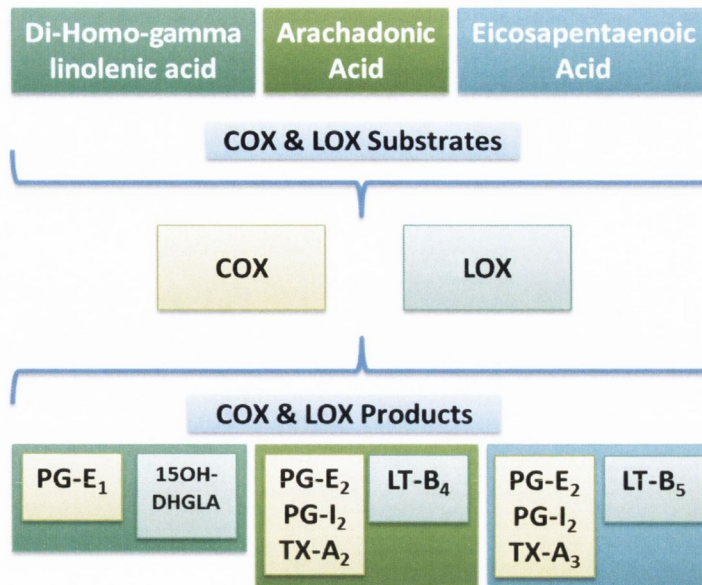 Di-Homo-gamma
linolenic acid
Arachadonic
Acid
Eicosapentaenoic
Acid
COX & LOX Substrates
COX
LOX
COX & LOX Products
PG-E₁
15OH-
DHGLA
PG-E₂
PG-I₂
TX-A₂
LT-B₄
PG-E₂
PG-I₂
TX-A₃
LT-B₅